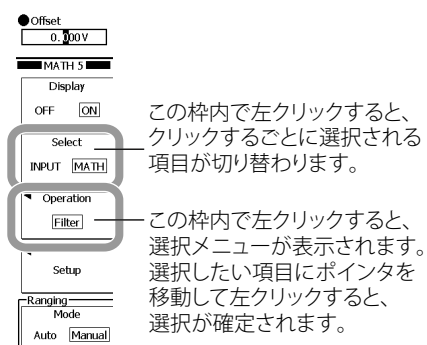 Offset
0.000V
MATH 5
Display
OFF ON
Select
INPUT MATH
Operation
Filter
Setup
Ranging
Mode
Auto Manual
この枠内で左クリックすると、
クリックするごとに選択される
項目が切り替わります。
この枠内で左クリックすると、
選択メニューが表示されます。
選択したい項目にポインタを
移動して左クリックすると、
選択が確定されます。